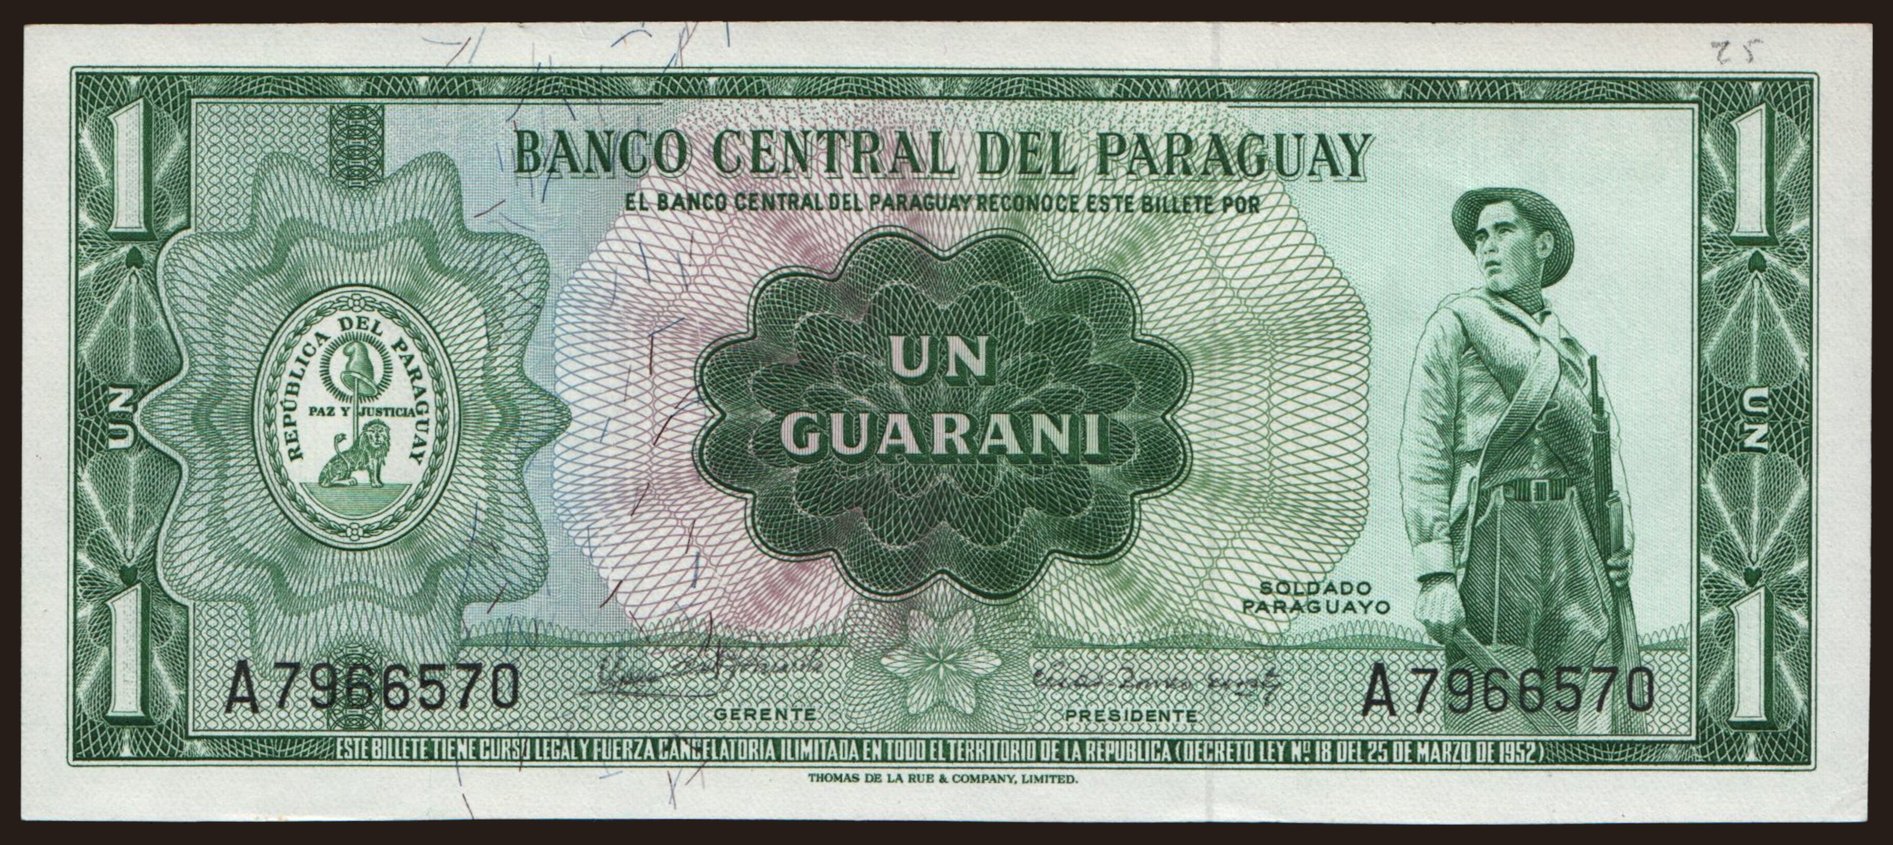 25
1
1
BANCO CENTRAL DEL PARAGUAY
EL BANCO CENTRAL DEL PARAGUAY RECONOCE ESTE BILLETE POR
REPÚBLICA DEL PARAGUAY
PAZ Y JUSTICIA
UN
UN
UN
GUARANI
SOLDADO
PARAGUAYO
1
1
A7966570
A7966570
GERENTE
PRESIDENTE
ESTE BILLETE TIENE CURSO LEGAL Y FUERZA CANCELATORIA ILIMITADA EN TODO EL TERRITORIO DE LA REPUBLICA (DECRETO LEY Nº 18 DEL 25 DE MARZO DE 1952)
THOMAS DE LA RUE & COMPANY, LIMITED.